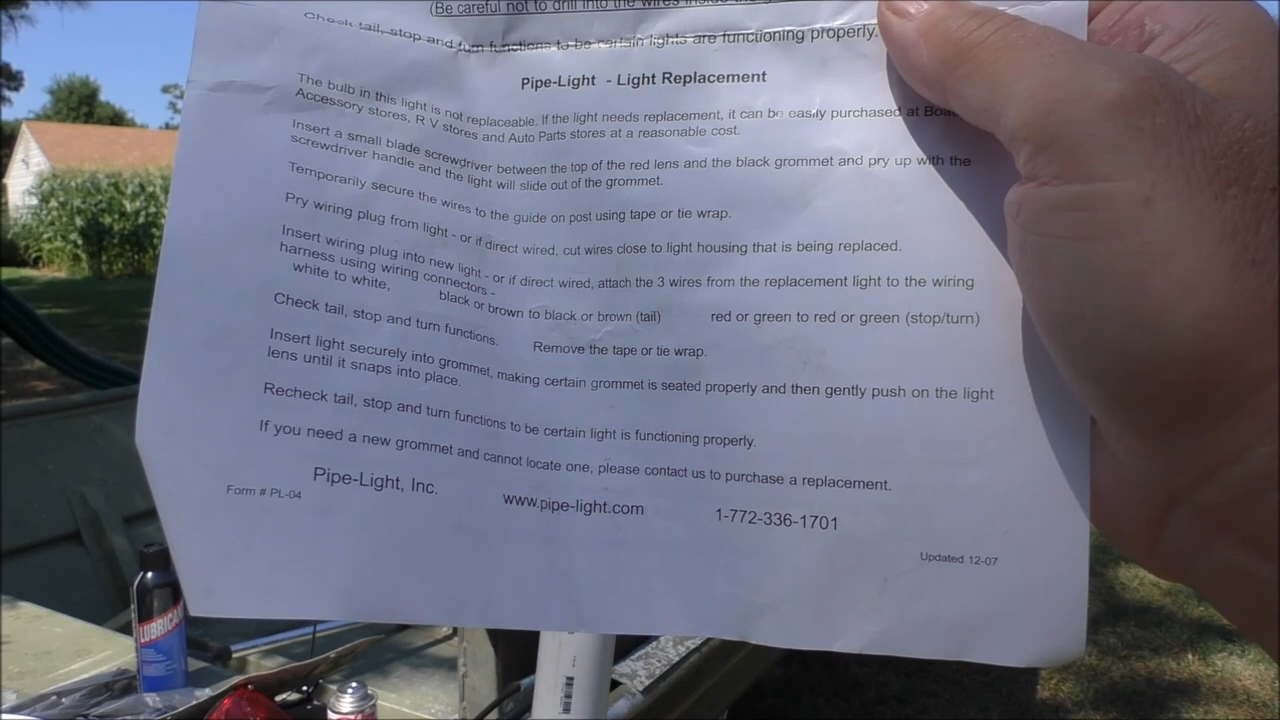 (Be careful not to drill into the wires inside the
Check tail, stop and turn functions to be certain lights are functioning properly.
Pipe-Light - Light Replacement
The bulb in this light is not replaceable. If the light needs replacement, it can be easily purchased at
Accessory stores, R V stores and Auto Parts stores at a reasonable cost.
Insert a small blade screwdriver between the top of the red lens and the black grommet and pry up with the
screwdriver handle and the light will slide out of the grommet.
Temporarily secure the wires to the guide on post using tape or tie wrap.
Pry wiring plug from light - or if direct wired, cut wires close to light housing that is being replaced.
Insert wiring plug into new light - or if direct wired, attach the 3 wires from the replacement light to the wiring
harness using wiring connectors -
white to white, black or brown to black or brown (tail) red or green to red or green (stop/turn)
Check tail, stop and turn functions. Remove the tape or tie wrap.
Insert light securely into grommet, making certain grommet is seated properly and then gently push on the light
lens until it snaps into place.
Recheck tail, stop and turn functions to be certain light is functioning properly.
If you need a new grommet and cannot locate one, please contact us to purchase a replacement.
Pipe-Light, Inc. www.pipe-light.com 1-772-336-1701
Form # PL-04
Updated 12-07